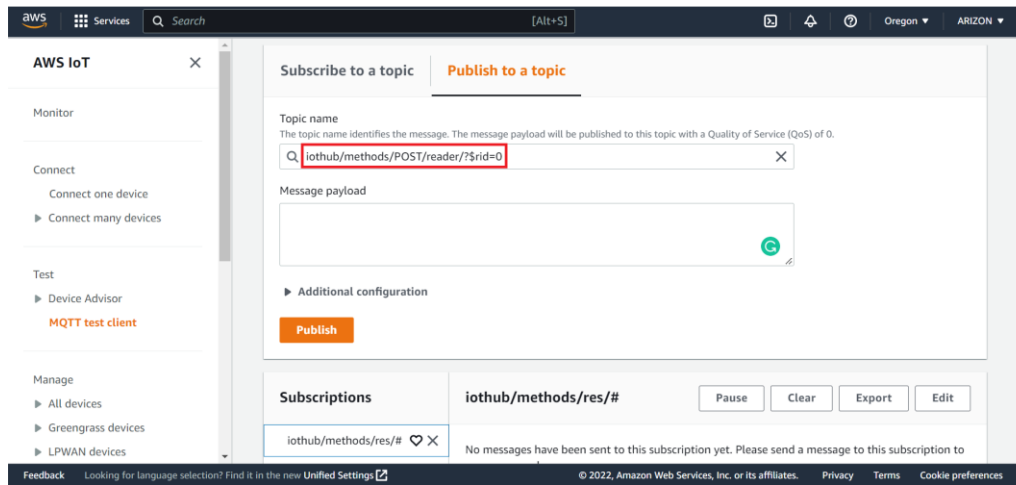 aws
Services
Search
[Alt+S]
Oregon ▼
ARIZON ▼
AWS IoT
Monitor
Connect
Connect one device
Connect many devices
Test
Device Advisor
MQTT test client
Manage
All devices
Greengrass devices
LPWAN devices
Subscribe to a topic
Publish to a topic
Topic name
The topic name identifies the message. The message payload will be published to this topic with a Quality of Service (QoS) of 0.
iothub/methods/POST/reader/?$rid=0
Message payload
Additional configuration
Publish
Subscriptions
iothub/methods/res/#
iothub/methods/res/#
Pause
Clear
Export
Edit
No messages have been sent to this subscription yet. Please send a message to this subscription to
Feedback
Looking for language selection? Find it in the new Unified Settings
© 2022, Amazon Web Services, Inc. or its affiliates.
Privacy
Terms
Cookie preferences